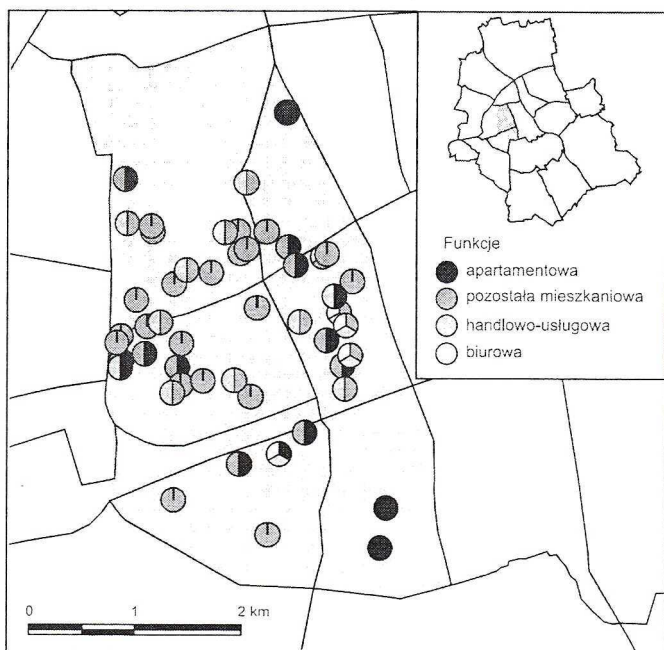 Funkcje
apartamentowa
pozostała mieszkaniowa
handlowo-usługowa
biurowa
0 1 2 km